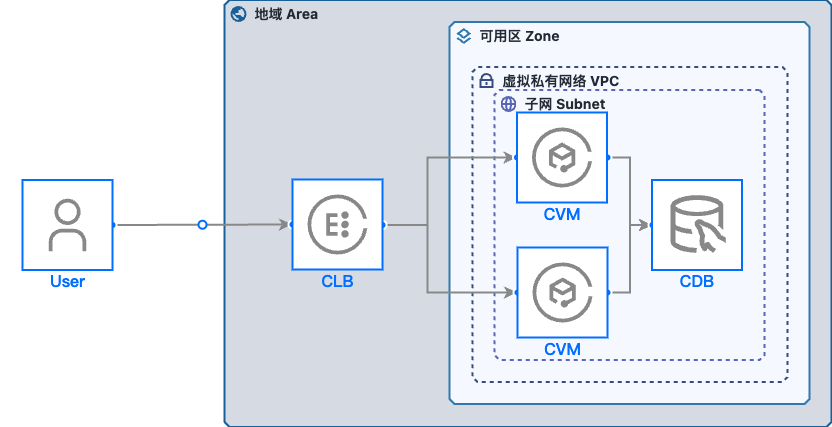 地域 Area
可用区 Zone
虚拟私有网络 VPC
子网 Subnet
CVM
User
CLB
CDB
CVM